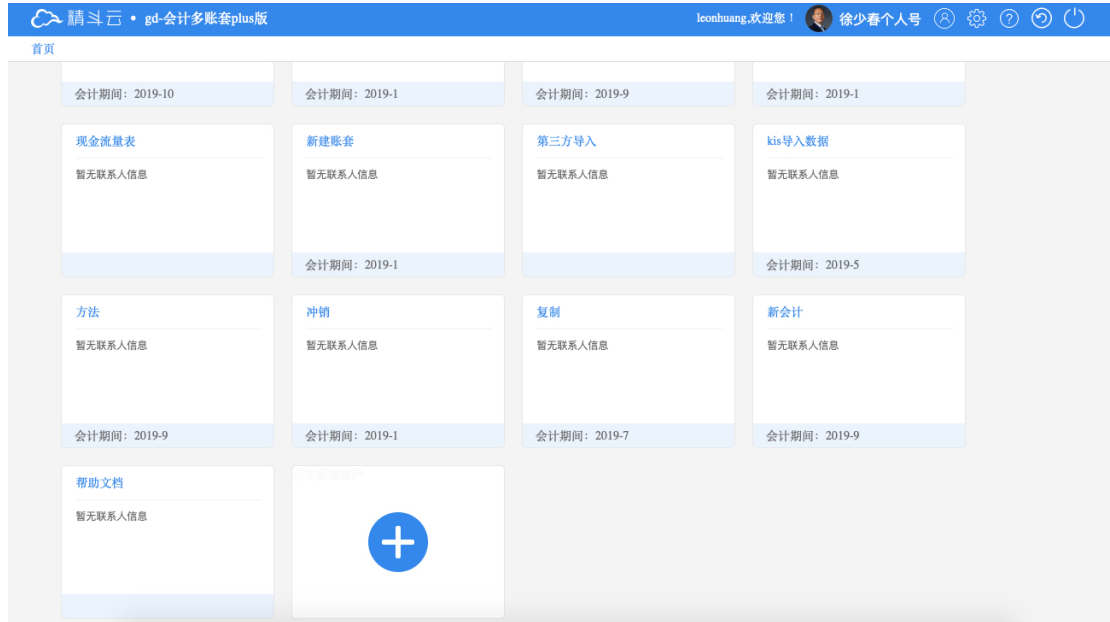 精斗云 • gd-会计多账套plus版 leonhuang,欢迎您！ 徐少春个人号
首页
会计期间：2019-10 会计期间：2019-1 会计期间：2019-9 会计期间：2019-1
现金流量表 新建账套 第三方导入 kis导入数据
暂无联系人信息 暂无联系人信息 暂无联系人信息 暂无联系人信息
会计期间：2019-1 会计期间：2019-5
方法 冲销 复制 新会计
暂无联系人信息 暂无联系人信息 暂无联系人信息 暂无联系人信息
会计期间：2019-9 会计期间：2019-1 会计期间：2019-7 会计期间：2019-9
帮助文档
暂无联系人信息